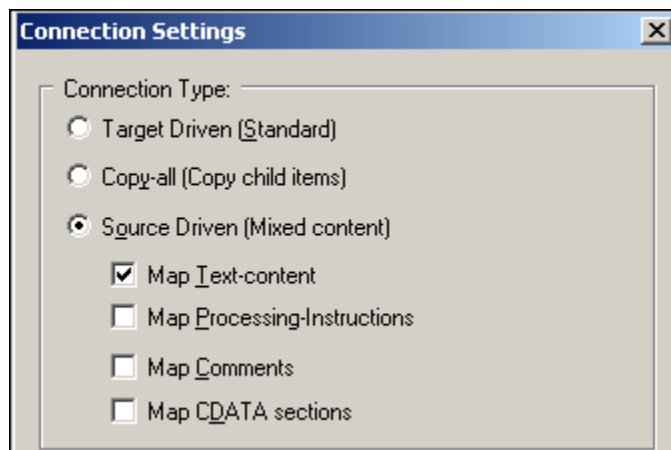 Connection Settings
Connection Type:
Target Driven (Standard)
Copy-all (Copy child items)
Source Driven (Mixed content)
Map Text-content
Map Processing-Instructions
Map Comments
Map CDATA sections